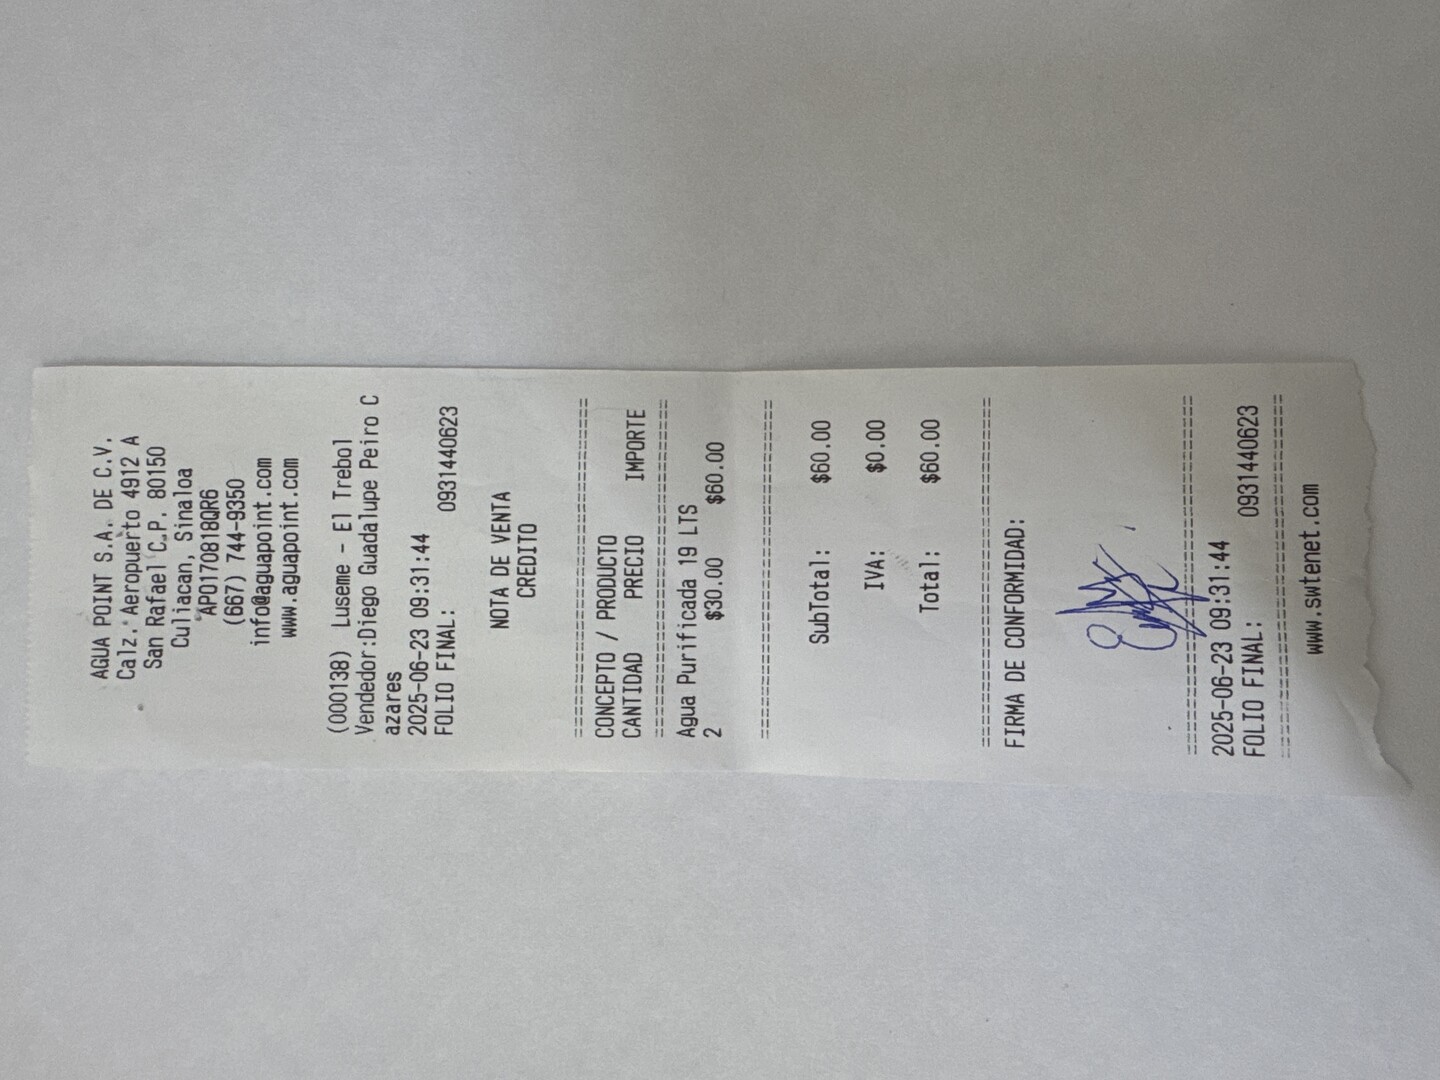 AGUA POINT S.A. DE C.V.
Calz. Aeropuerto 4912 A
San Rafael C.P. 80150
Culiacan, Sinaloa
APO170818QR6
(667) 744-9350
info@aguapoint.com
www.aguapoint.com
(000138) Luseme - El Trebol
Vendedor:Diego Guadalupe Peiro C
azares
2025-06-23 09:31:44
FOLIO FINAL: 0931440623
NOTA DE VENTA
CREDITO
CONCEPTO / PRODUCTO
CANTIDAD PRECIO IMPORTE
Agua Purificada 19 LTS
2 $30.00 $60.00
SubTotal: $60.00
IVA: $0.00
Total: $60.00
FIRMA DE CONFORMIDAD:
2025-06-23 09:31:44
FOLIO FINAL: 0931440623
www.swtenet.com